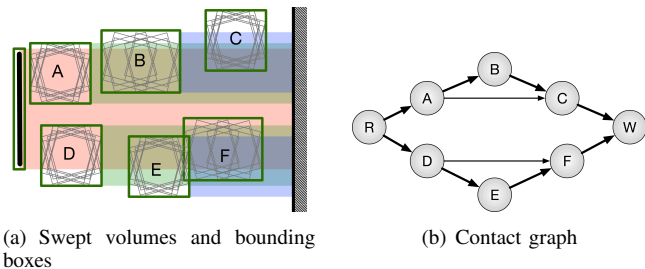 A
B
C
D
E
F
(a) Swept volumes and bounding
boxes
R
A
B
C
W
D
E
F
(b) Contact graph